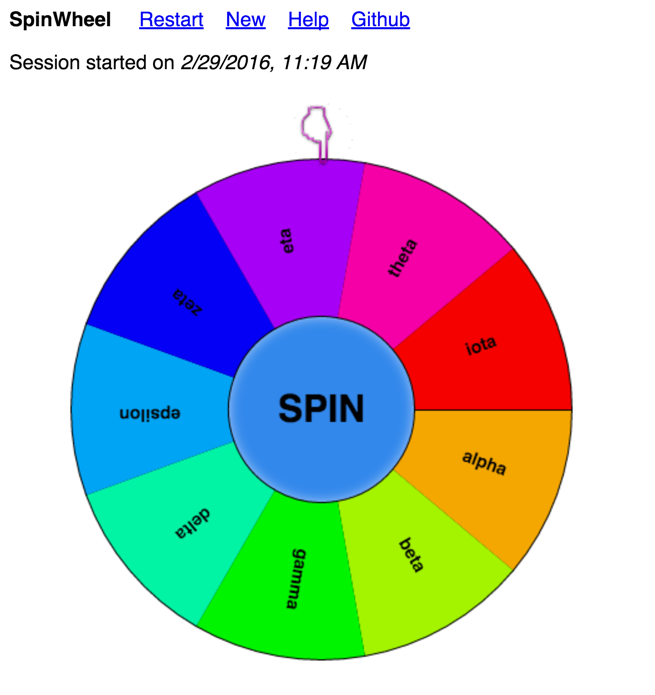 SpinWheel Restart New Help Github
Session started on 2/29/2016, 11:19 AM
eta
theta
zeta
iota
SPIN
epsilon
alpha
delta
beta
gamma